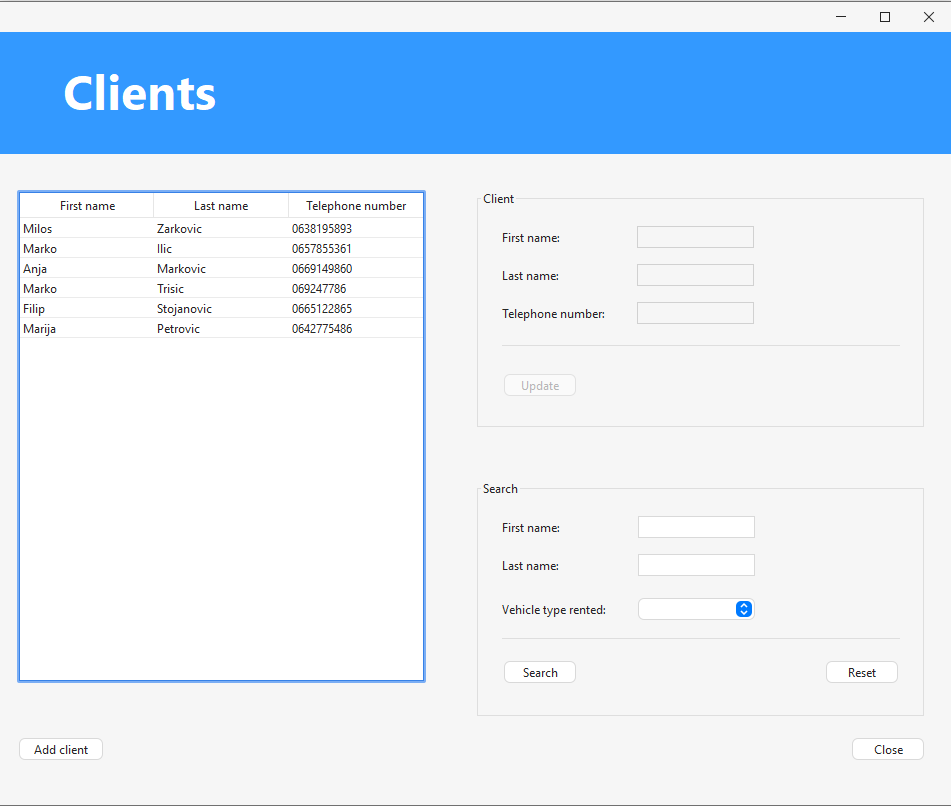 Clients
First name Last name Telephone number
Milos Zarkovic 0638195893
Marko Ilic 0657855361
Anja Markovic 0669149860
Marko Trisic 069247786
Filip Stojanovic 0665122865
Marija Petrovic 0642775486
Add client
Client
First name:
Last name:
Telephone number:
Update
Search
First name:
Last name:
Vehicle type rented:
Search Reset
Close